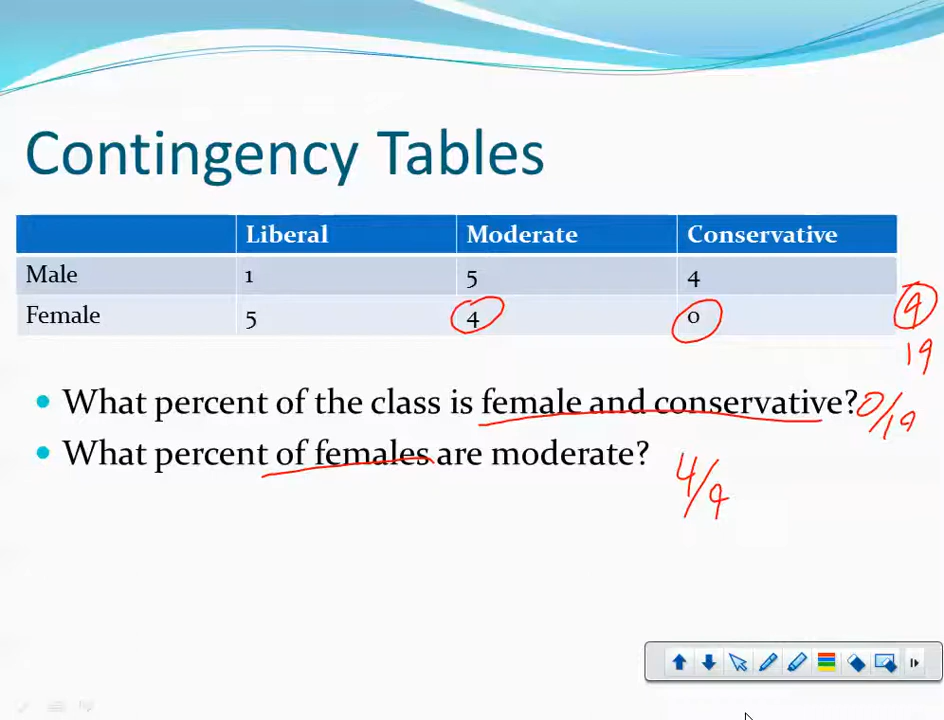 Contingency Tables
Liberal Moderate Conservative
Male 1 5 4
Female 5 4 0 9
19
What percent of the class is female and conservative? 0/19
What percent of females are moderate?
4/9